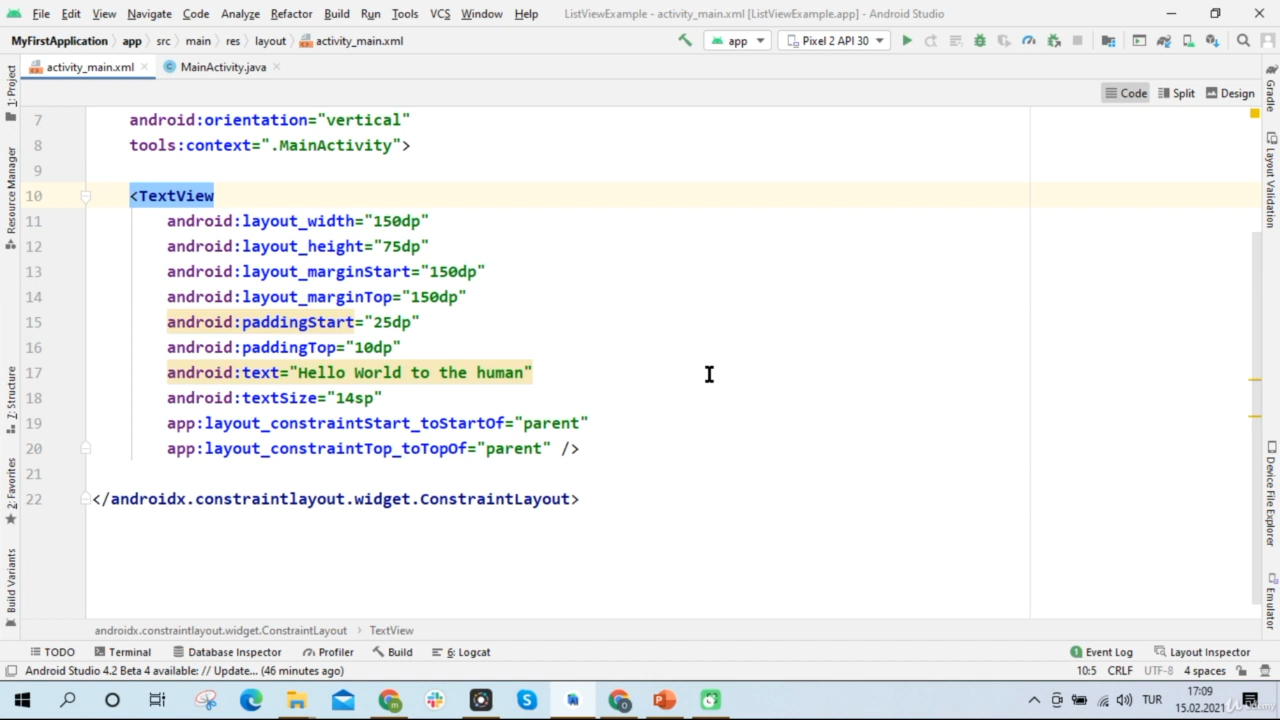 File Edit View Navigate Code Analyze Refactor Build Run Tools VCS Window Help ListViewExample - activity_main.xml [ListViewExample.app] - Android Studio
MyFirstApplication app src main res layout activity_main.xml app Pixel 2 API 30
activity_main.xml MainActivity.java
Code Split Design
1: Project
Resource Manager
7: Structure
2: Favorites
Build Variants
7 android:orientation="vertical"
8 tools:context=".MainActivity">
9
10 <TextView
11 android:layout_width="150dp"
12 android:layout_height="75dp"
13 android:layout_marginStart="150dp"
14 android:layout_marginTop="150dp"
15 android:paddingStart="25dp"
16 android:paddingTop="10dp"
17 android:text="Hello World to the human"
18 android:textSize="14sp"
19 app:layout_constraintStart_toStartOf="parent"
20 app:layout_constraintTop_toTopOf="parent" />
21
22 </androidx.constraintlayout.widget.ConstraintLayout>
Gradle
Layout Validation
Device File Explorer
Emulator
androidx.constraintlayout.widget.ConstraintLayout TextView
TODO Terminal Database Inspector Profiler Build 6: Logcat 1 Event Log Layout Inspector
Android Studio 4.2 Beta 4 available: // Update... (46 minutes ago) 10:5 CRLF UTF-8 4 spaces
TUR 17:09
15.02.2021
Udemy